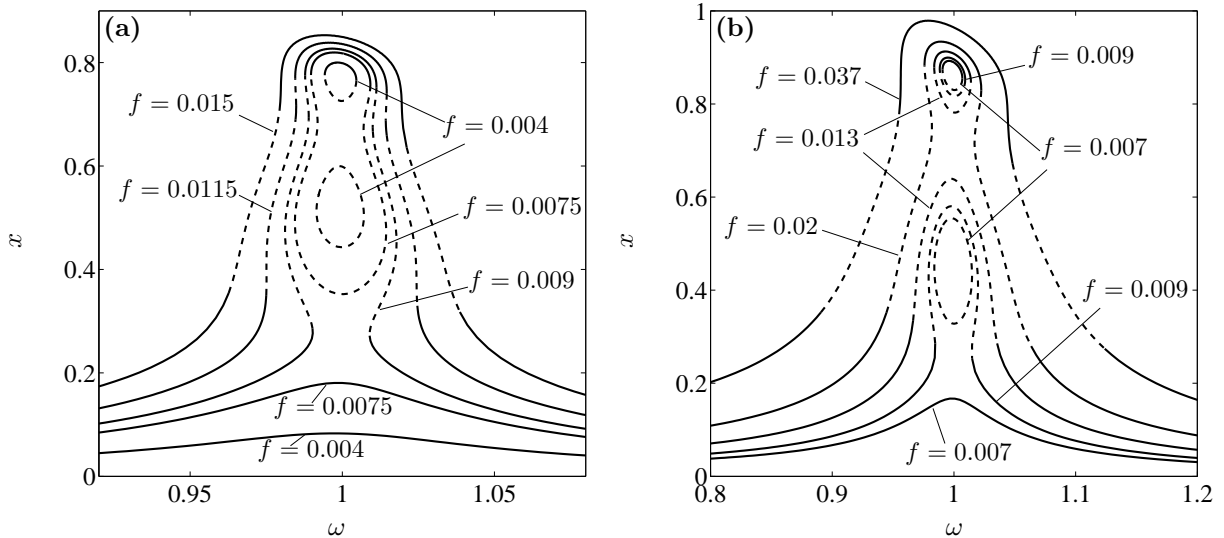 (a)
0.8
0.6
0.4
0.2
0
x
0.95
1
1.05
ω
f = 0.015
f = 0.004
f = 0.0115
f = 0.0075
f = 0.009
f = 0.0075
f = 0.004
(b)
1
0.8
0.6
0.4
0.2
0
x
0.8
0.9
1
1.1
1.2
ω
f = 0.037
f = 0.009
f = 0.013
f = 0.007
f = 0.02
f = 0.009
f = 0.007